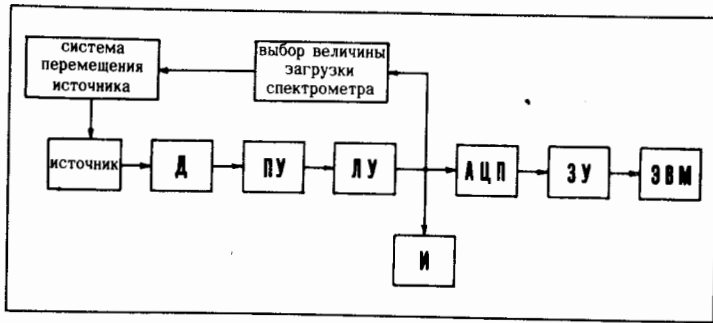 система
перемещения
источника
выбор величины
загрузки
спектрометра
источник
Д
ПУ
ЛУ
АЦП
ЗУ
ЭВМ
И